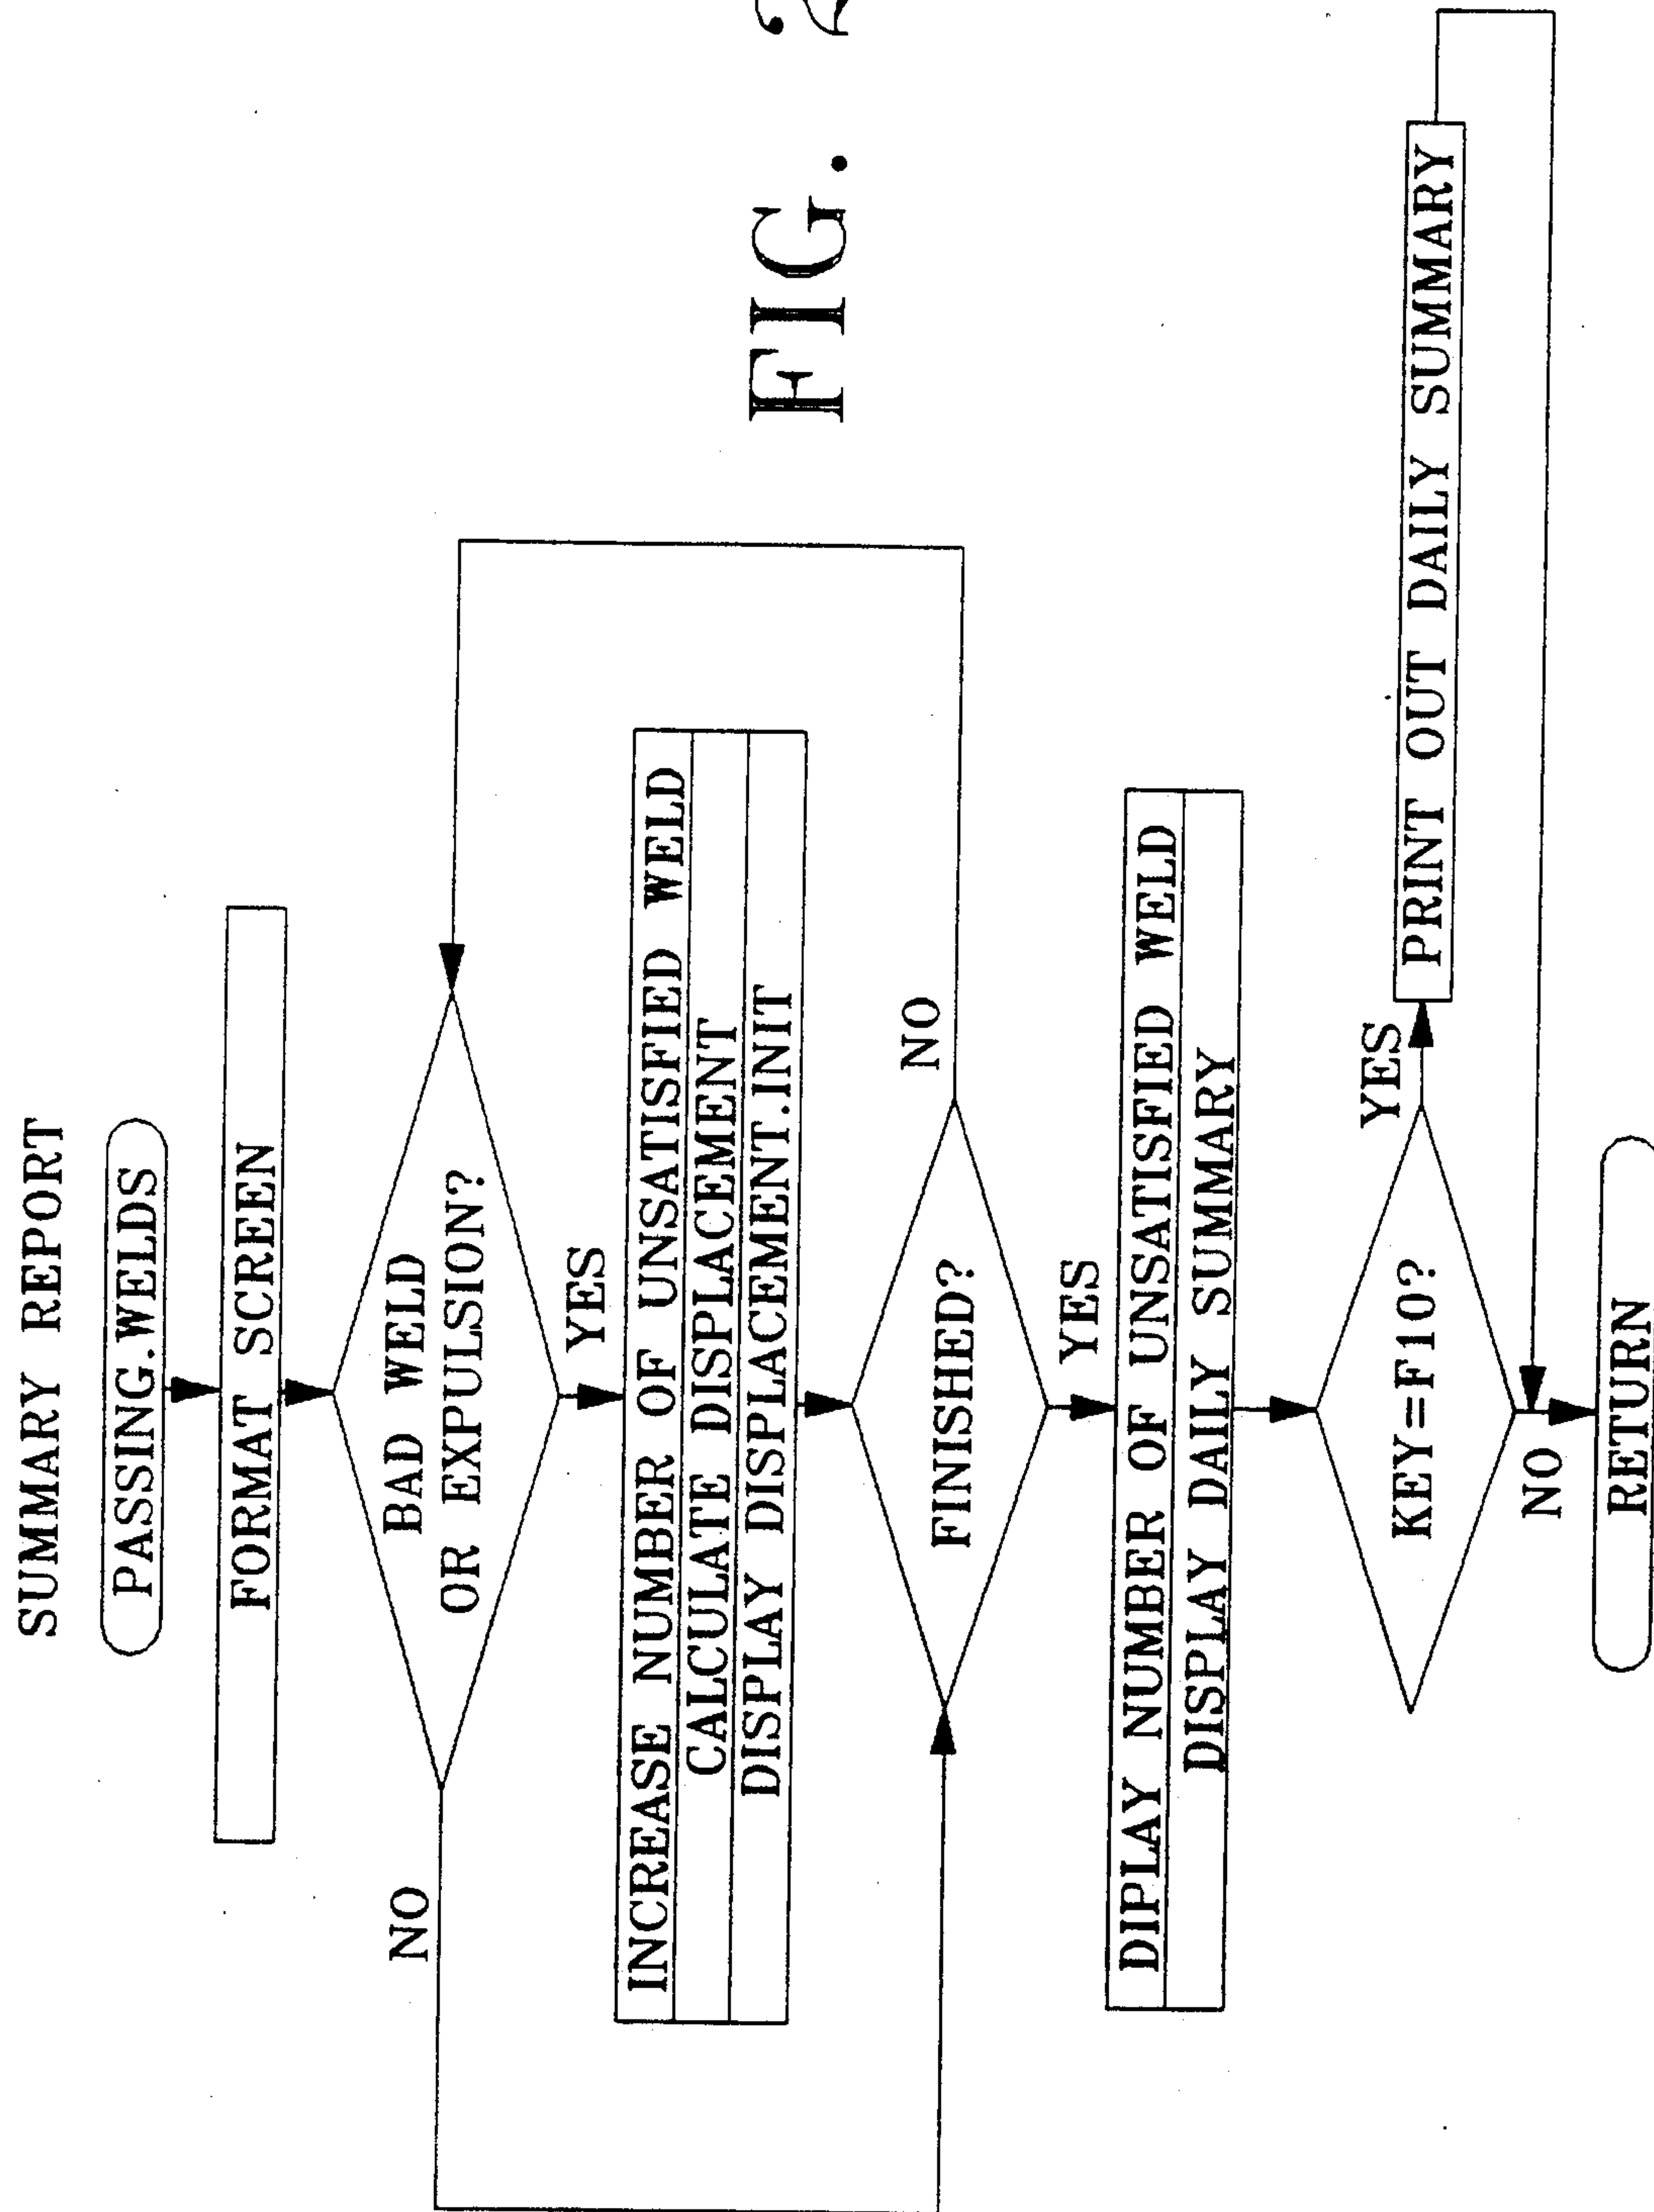 SUMMARY REPORT
PASSING.WELDS
FORMAT SCREEN
BAD WELD
OR EXPULSION?
NO
YES
INCREASE NUMBER OF UNSATISFIED WELD
CALCULATE DISPLACEMENT
DISPLAY DISPLACEMENT.INIT
FINISHED?
NO
YES
DIPLAY NUMBER OF UNSATISFIED WELD
DISPLAY DAILY SUMMARY
KEY=F10?
YES
PRINT OUT DAILY SUMMARY
NO
RETURN
FIG.